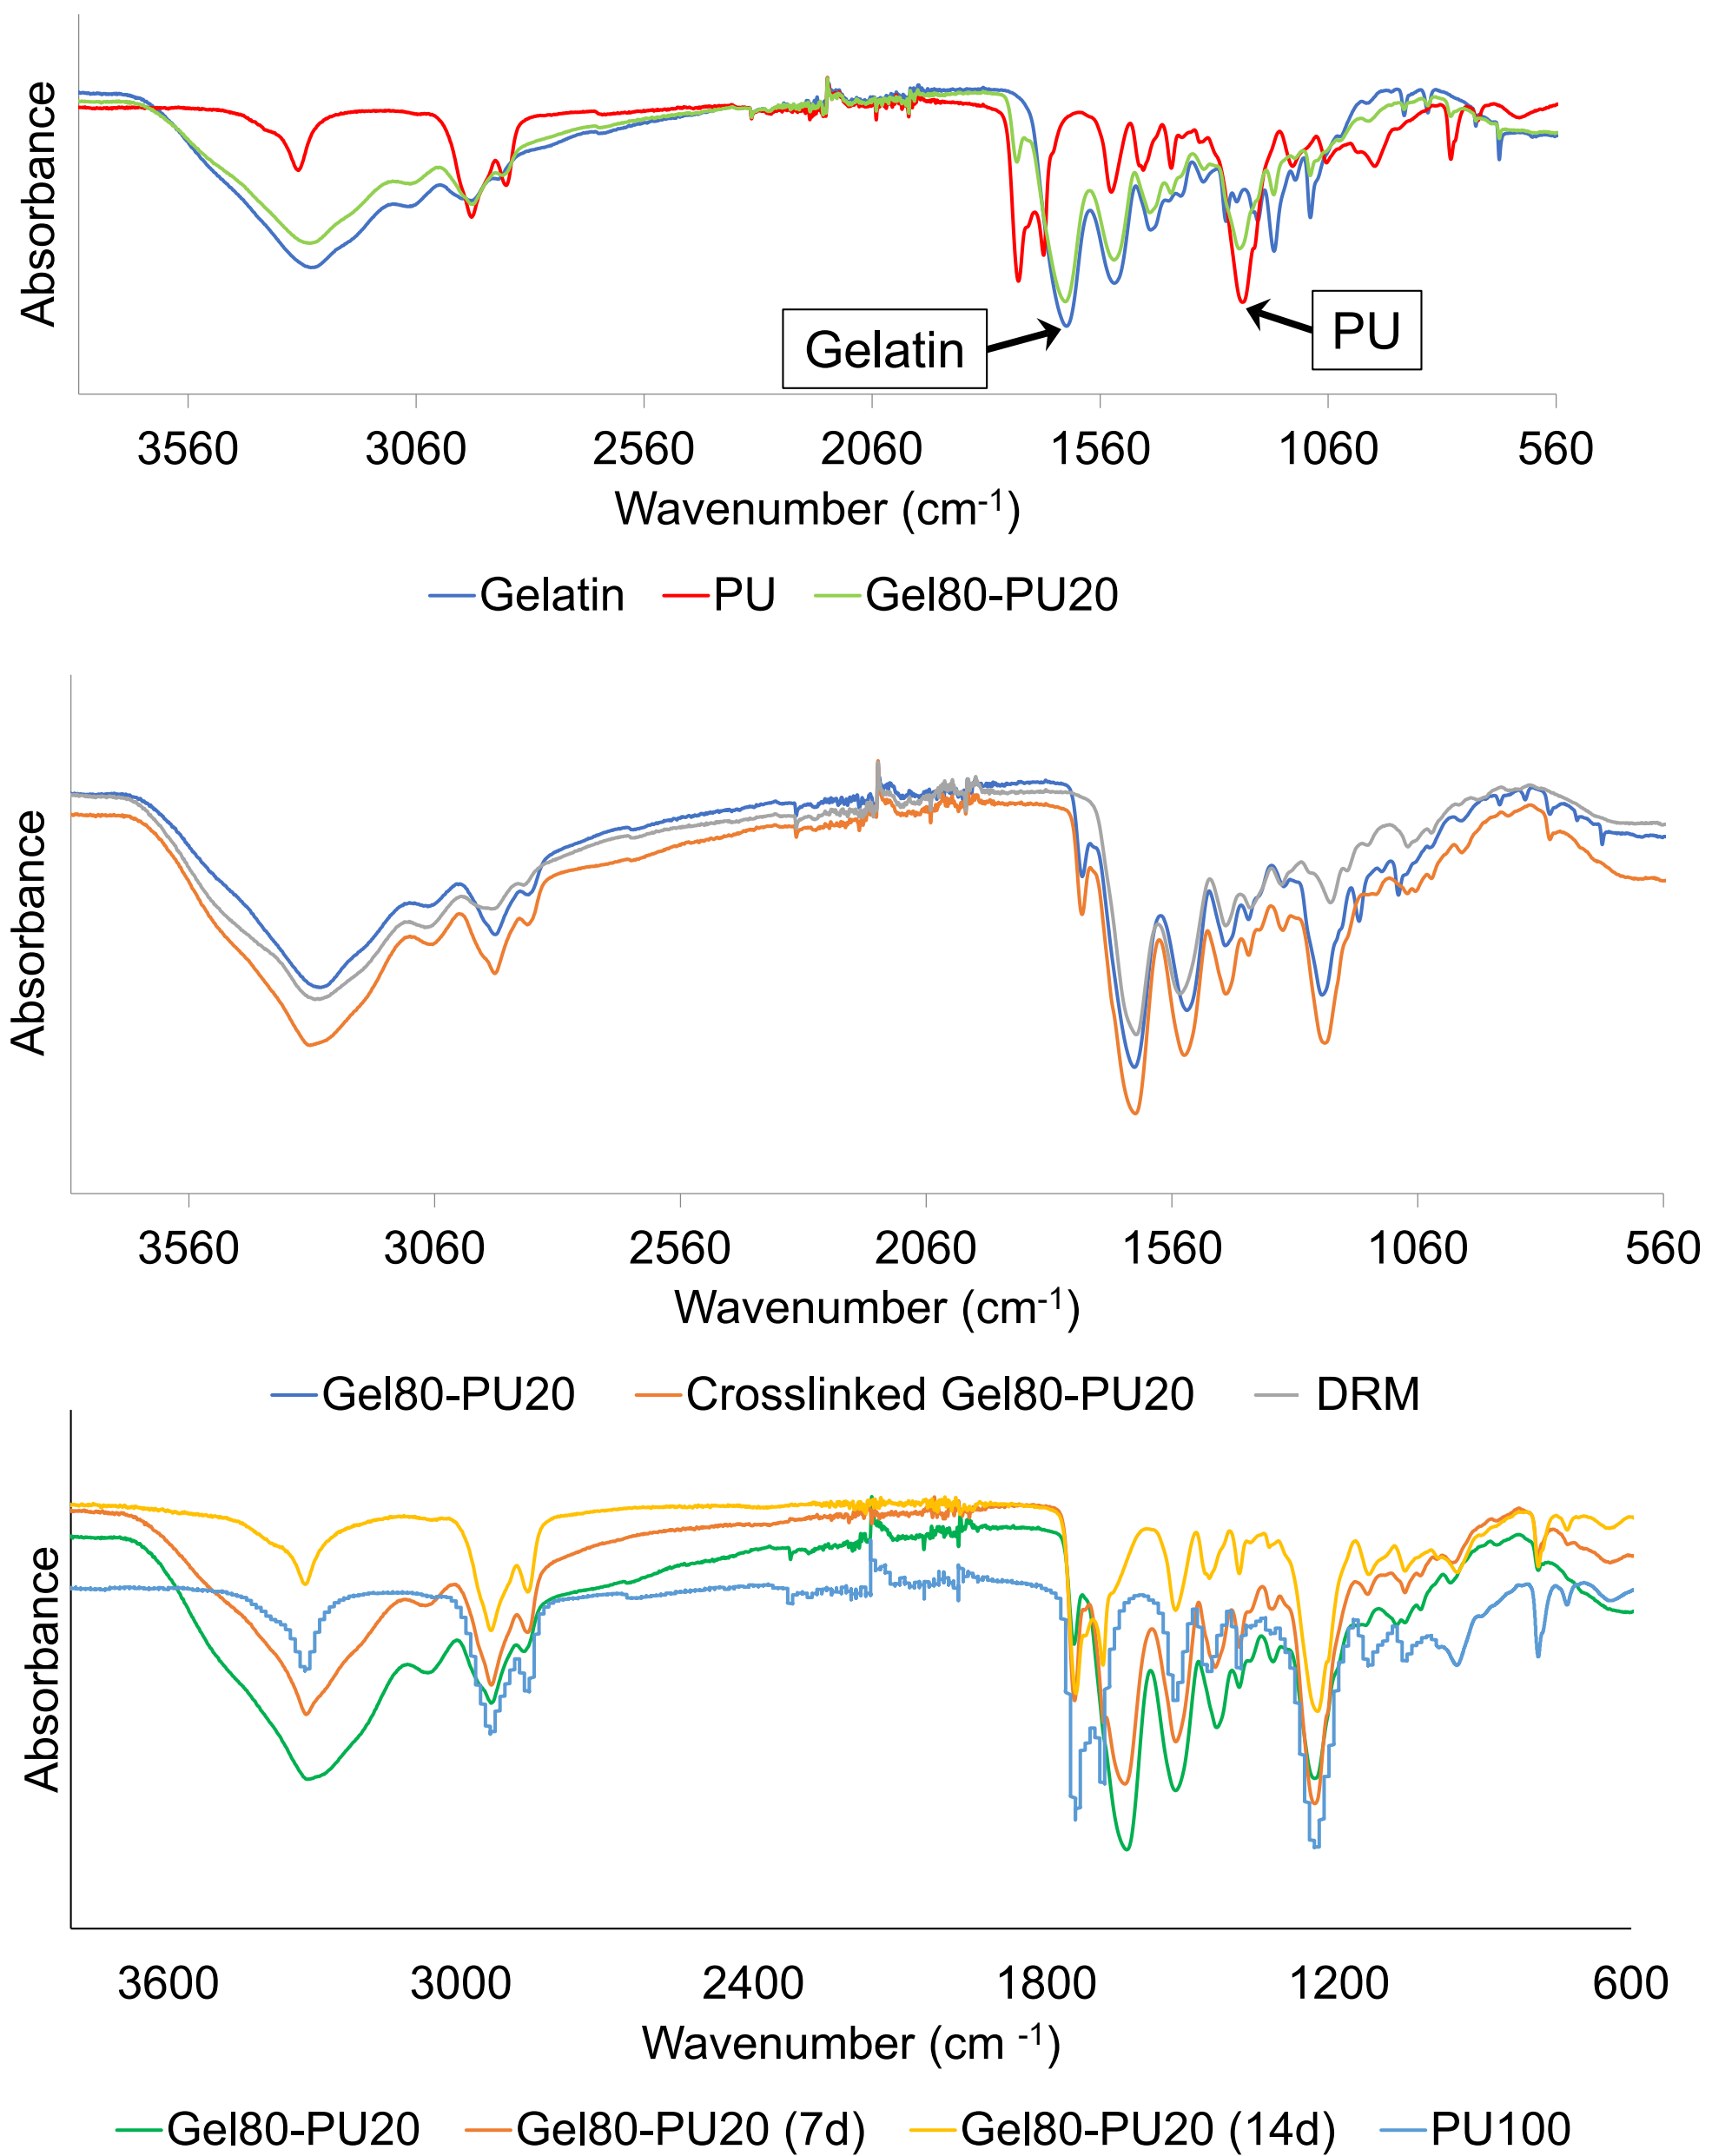 Absorbance
Gelatin
PU
3560 3060 2560 2060 1560 1060 560
Wavenumber (cm-1)
Gelatin PU Gel80-PU20
Absorbance
3560 3060 2560 2060 1560 1060 560
Wavenumber (cm-1)
Gel80-PU20 Crosslinked Gel80-PU20 DRM
Absorbance
3600 3000 2400 1800 1200 600
Wavenumber (cm -1)
Gel80-PU20 Gel80-PU20 (7d) Gel80-PU20 (14d) PU100